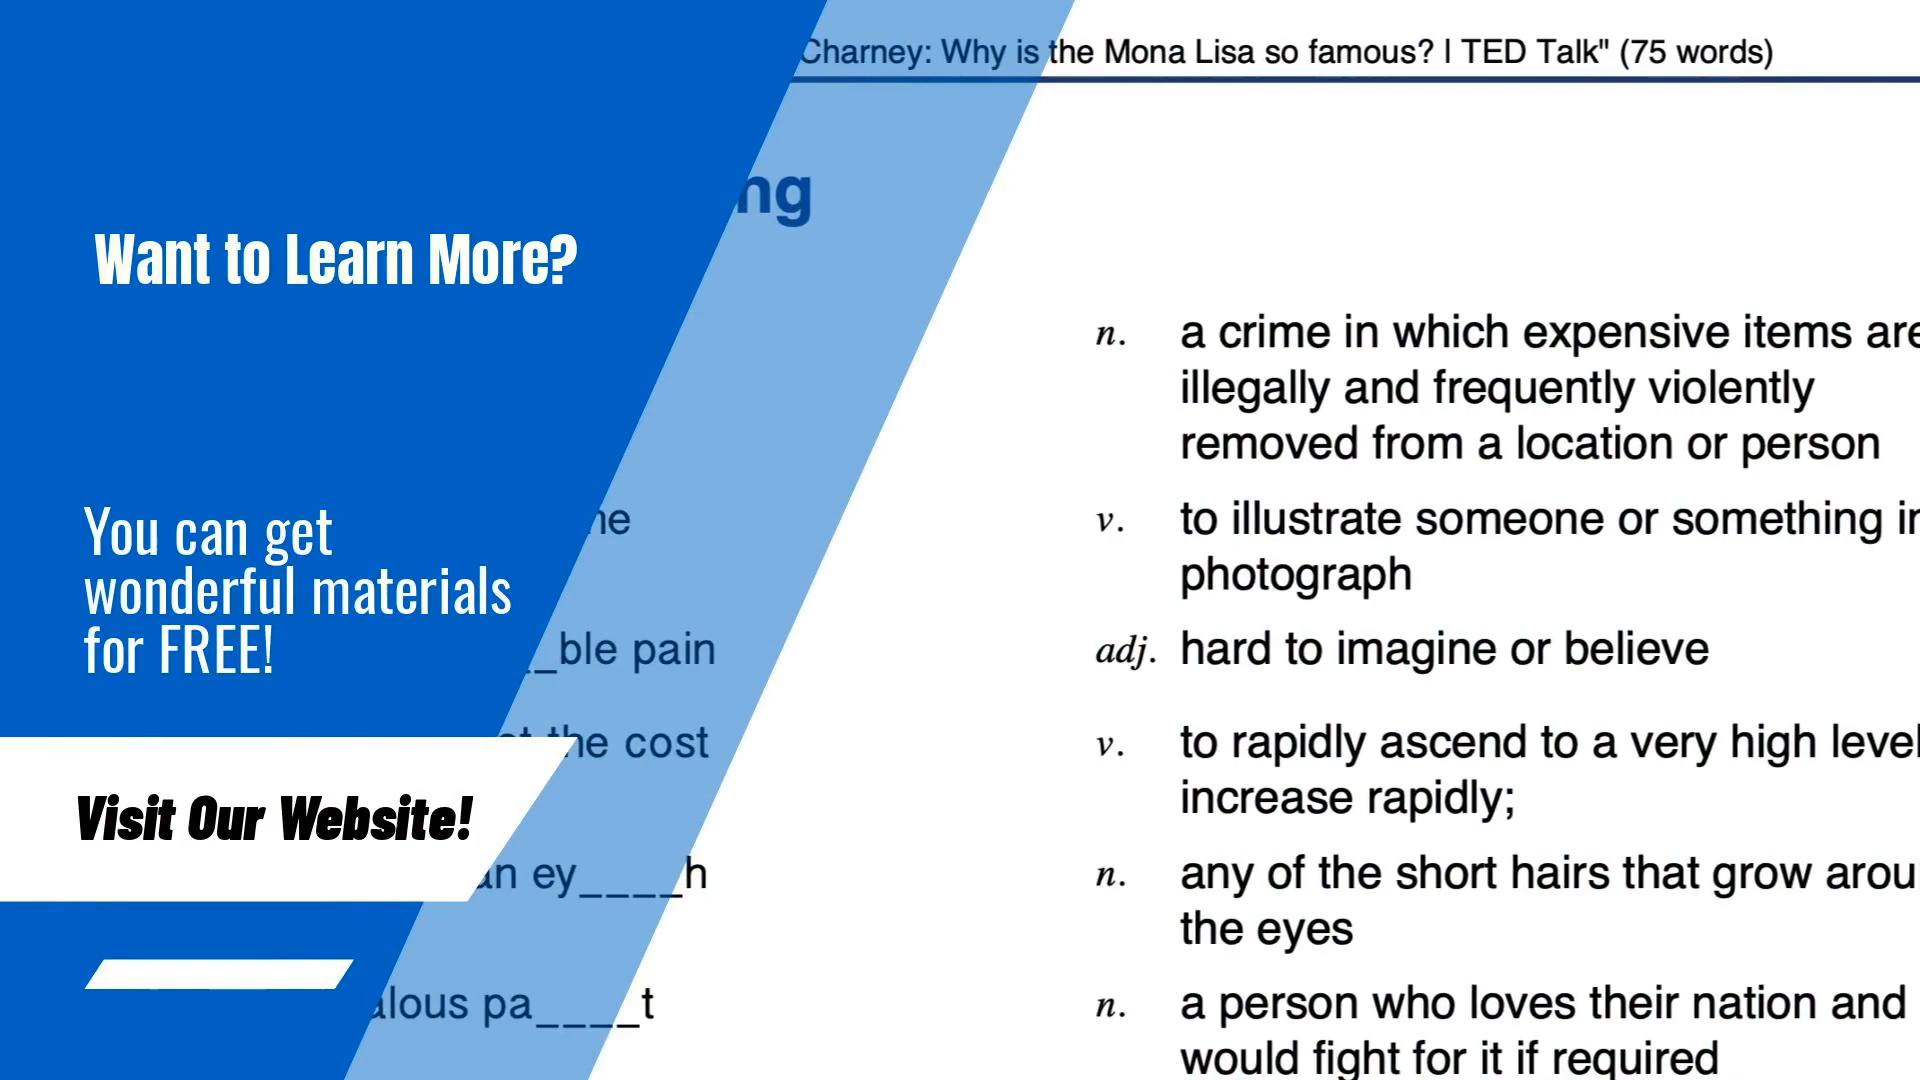 Charney: Why is the Mona Lisa so famous? | TED Talk" (75 words)
ng
Want to Learn More?
You can get
wonderful materials
for FREE!
Visit Our Website!
n. a crime in which expensive items are
illegally and frequently violently
removed from a location or person
v. to illustrate someone or something in
photograph
_ble pain
adj. hard to imagine or believe
the cost
v. to rapidly ascend to a very high level
increase rapidly;
an ey____h
n. any of the short hairs that grow arou
the eyes
alous pa____t
n. a person who loves their nation and
would fight for it if required